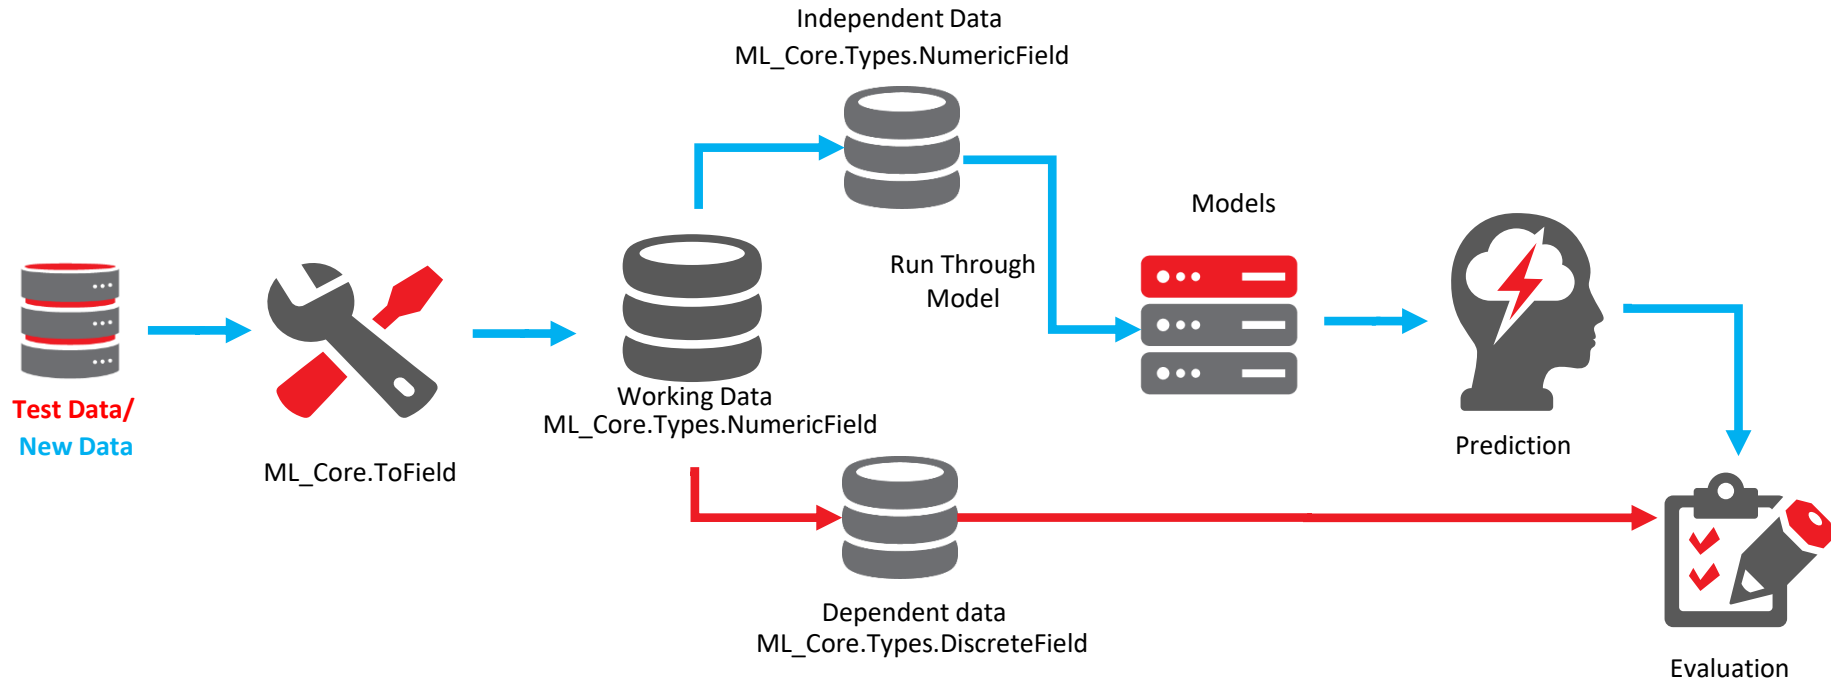 Independent Data
ML_Core.Types.NumericField
Models
Run Through
Model
Test Data/
New Data
ML_Core.ToField
Working Data
ML_Core.Types.NumericField
Prediction
Dependent data
ML_Core.Types.DiscreteField
Evaluation